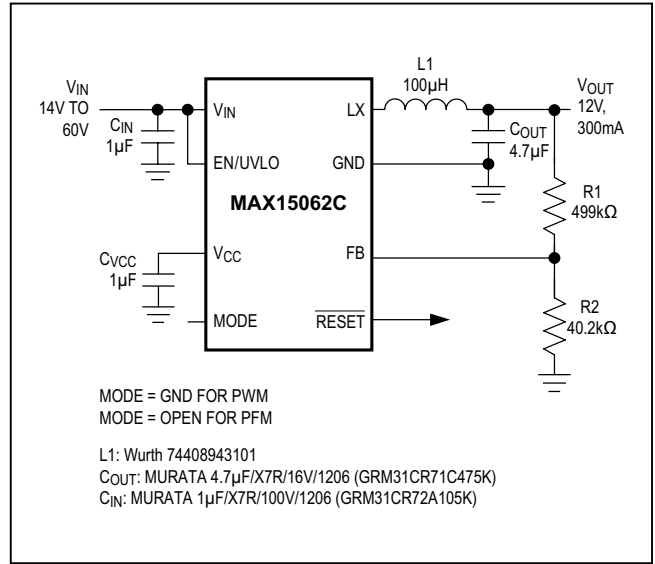 L1
100µH
VIN
14V TO
60V
CIN
1µF
VIN
LX
VOUT
12V,
300mA
COUT
4.7µF
EN/UVLO
GND
R1
499kΩ
MAX15062C
CVCC
1µF
VCC
FB
R2
40.2kΩ
MODE
RESET
MODE = GND FOR PWM
MODE = OPEN FOR PFM
L1: Wurth 74408943101
COUT: MURATA 4.7µF/X7R/16V/1206 (GRM31CR71C475K)
CIN: MURATA 1µF/X7R/100V/1206 (GRM31CR72A105K)